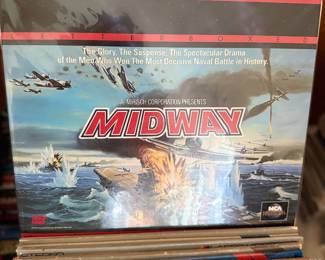 LETTERBOXED
The Glory. The Suspense. The Spectacular Drama
of the Men Who Won The Most Decisive Naval Battle in History.
A MIRISCH CORPORATION PRESENTS
MIDWAY
MCA